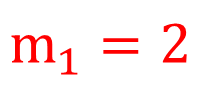 m₁ = 2